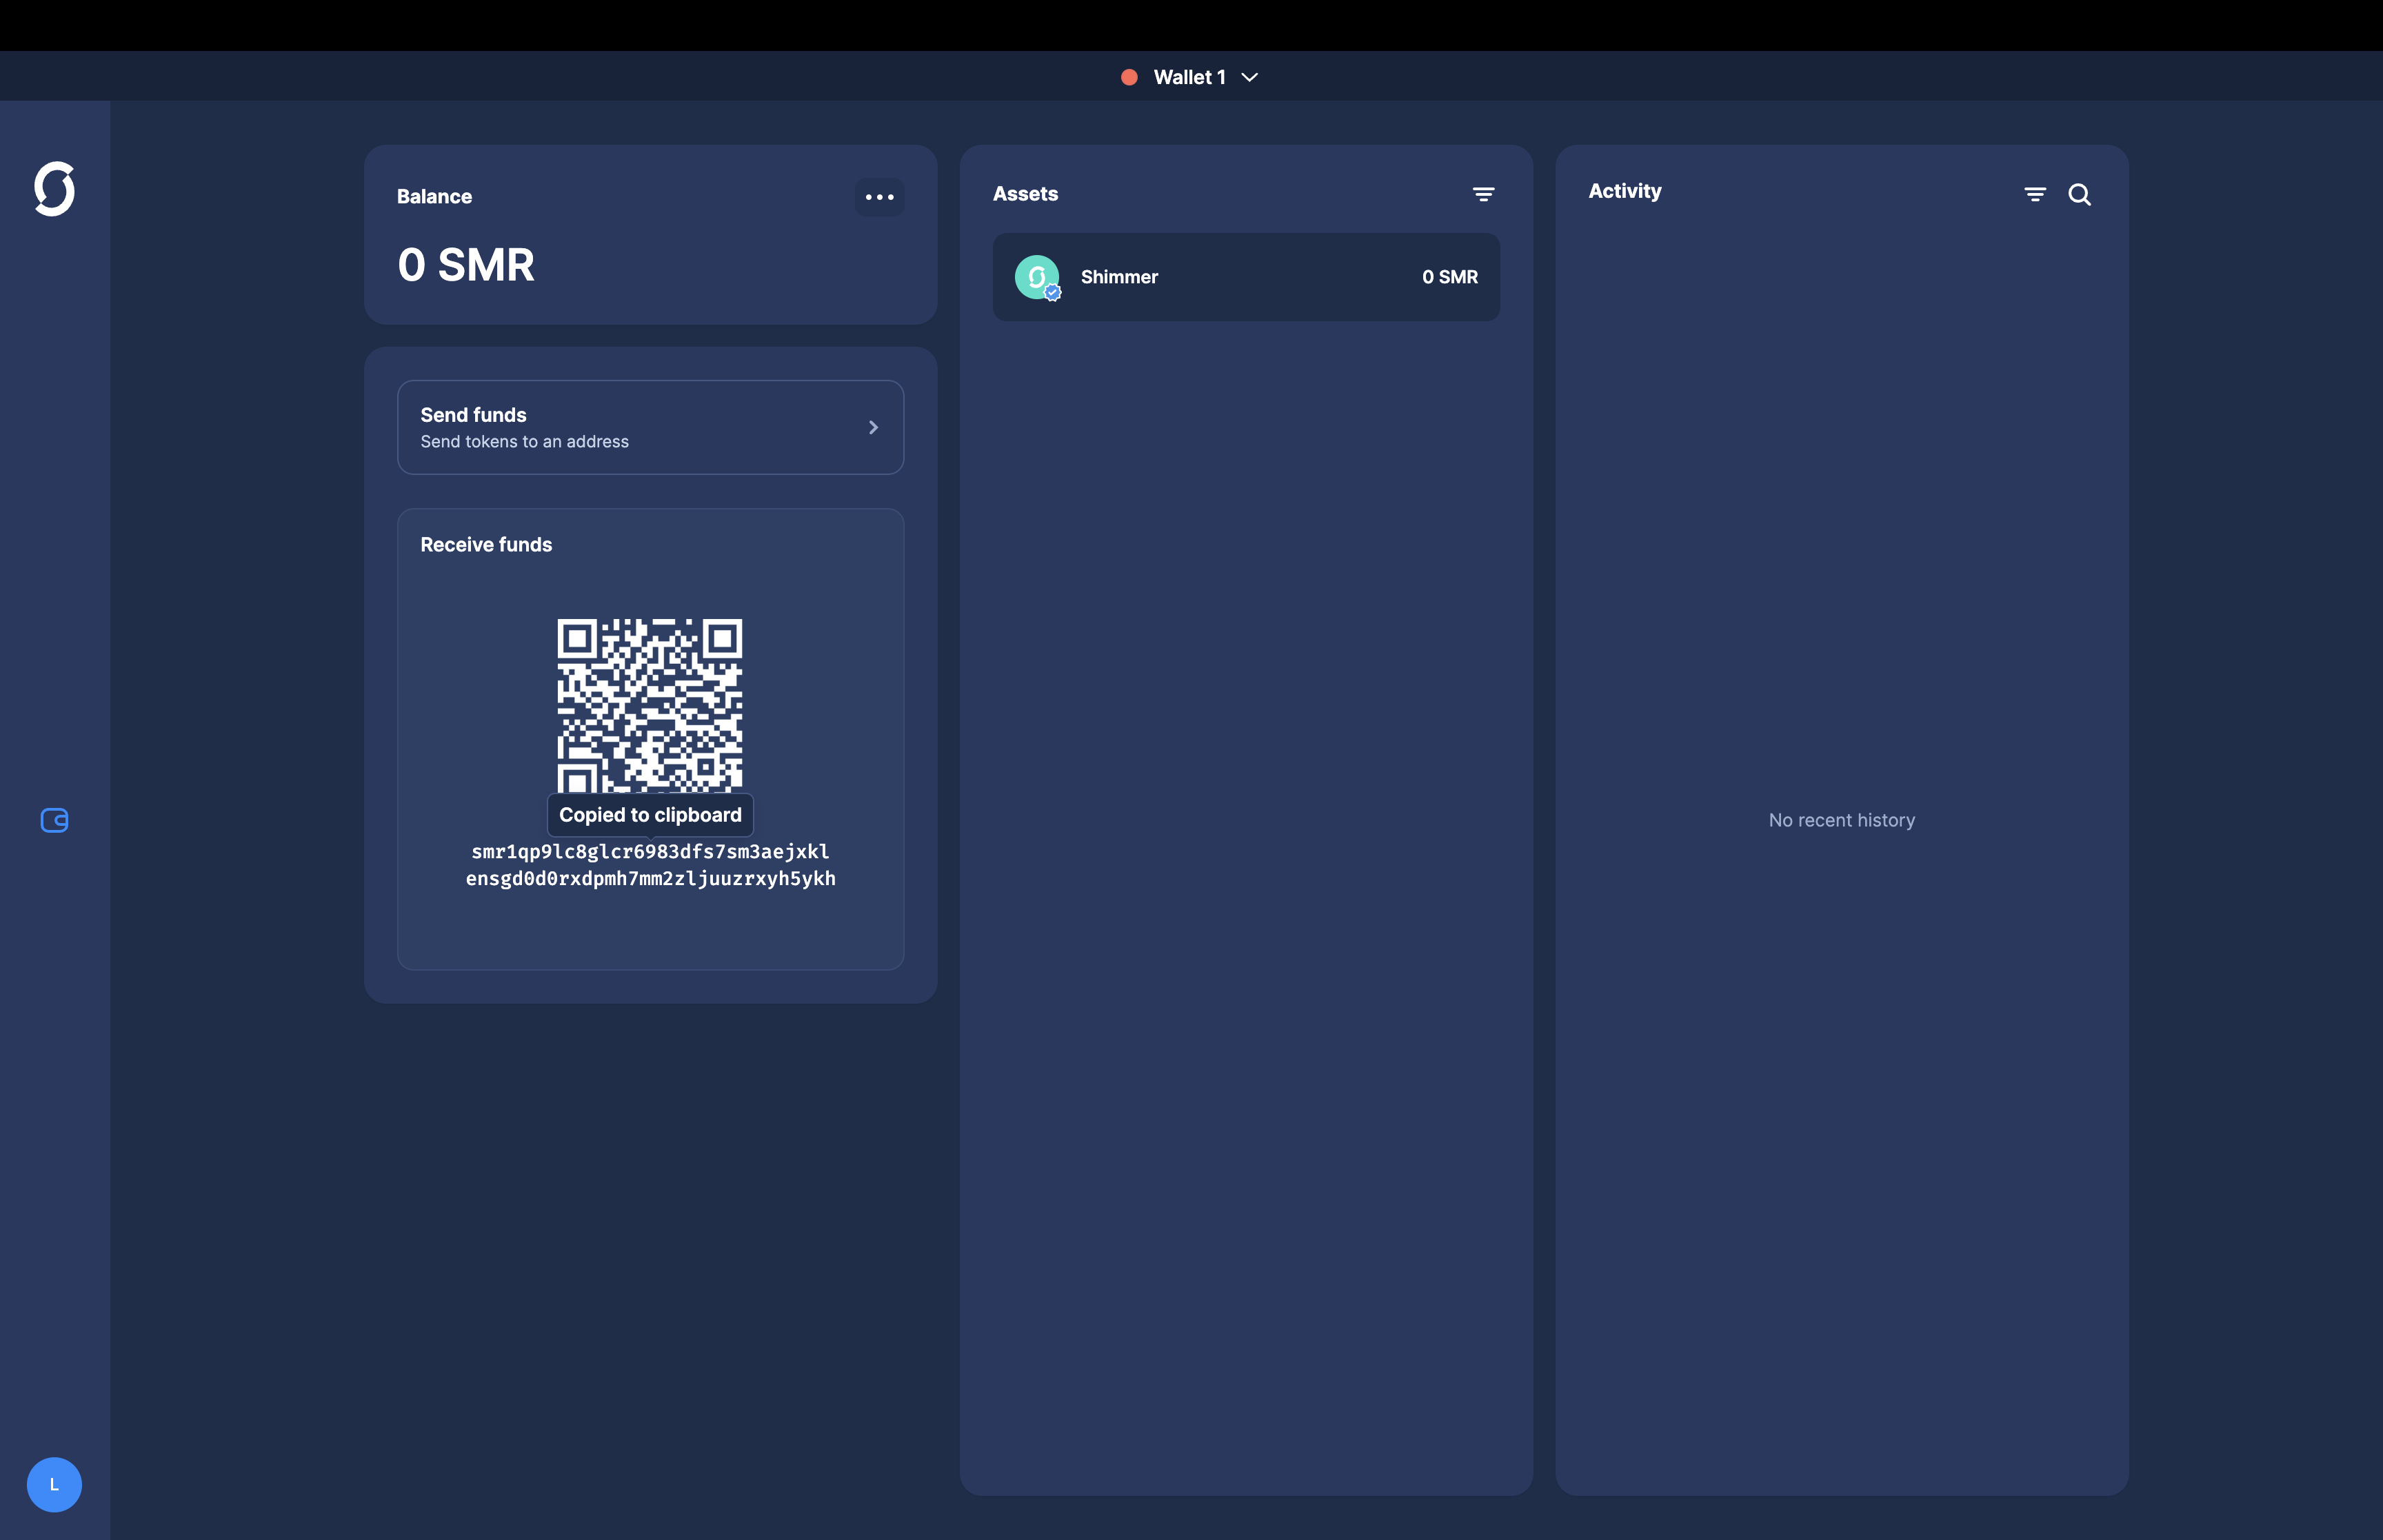 Wallet 1
Balance
0 SMR
Send funds
Send tokens to an address
Receive funds
Copied to clipboard
smr1qp9lc8glcr6983dfs7sm3aejxkl
ensgd0d0rxdpmh7mm2zljuuzrxyh5ykh
Assets
Shimmer
0 SMR
Activity
No recent history
L